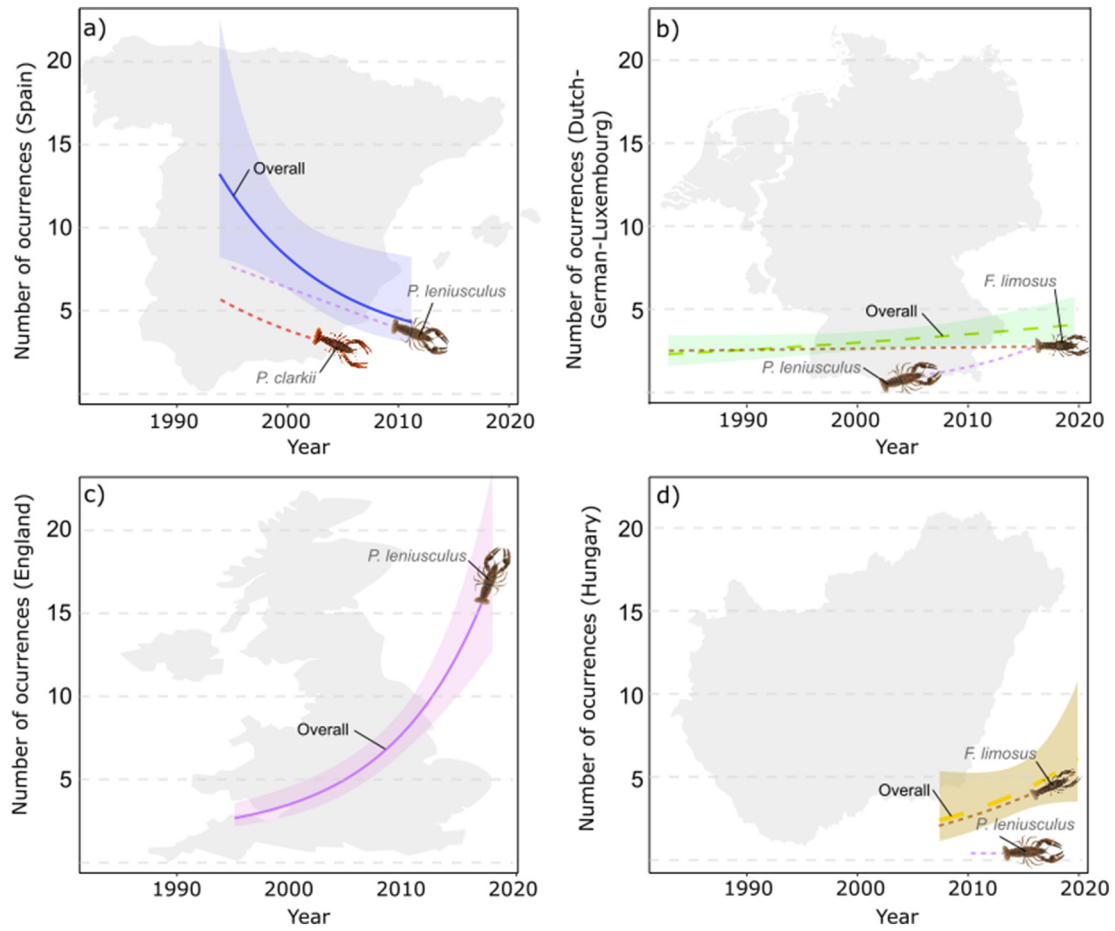 a)
Number of ocurrences (Spain)
20
15
10
5
Overall
P. leniusculus
P. clarkii
1990
2000
2010
2020
Year
b)
Number of ocurrences (Dutch-
German-Luxembourg)
20
15
10
5
F. limosus
Overall
P. leniusculus
1990
2000
2010
2020
Year
c)
Number of ocurrences (England)
20
15
10
5
P. leniusculus
Overall
1990
2000
2010
2020
Year
d)
Number of ocurrences (Hungary)
20
15
10
5
F. limosus
Overall
P. leniusculus
1990
2000
2010
2020
Year